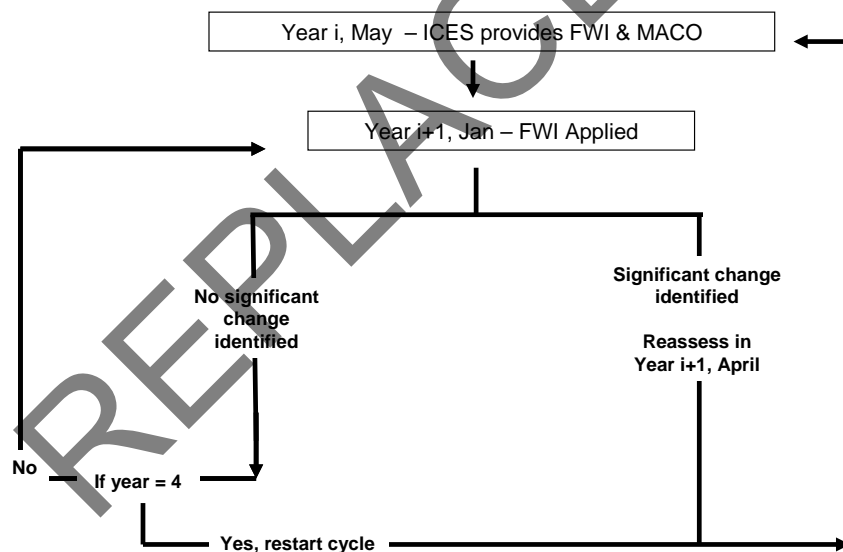 Year i, May – ICES provides FWI & MACO
Year i+1, Jan – FWI Applied
No significant
change
identified
Significant change
identified
Reassess in
Year i+1, April
No
If year = 4
Yes, restart cycle
REPLACE